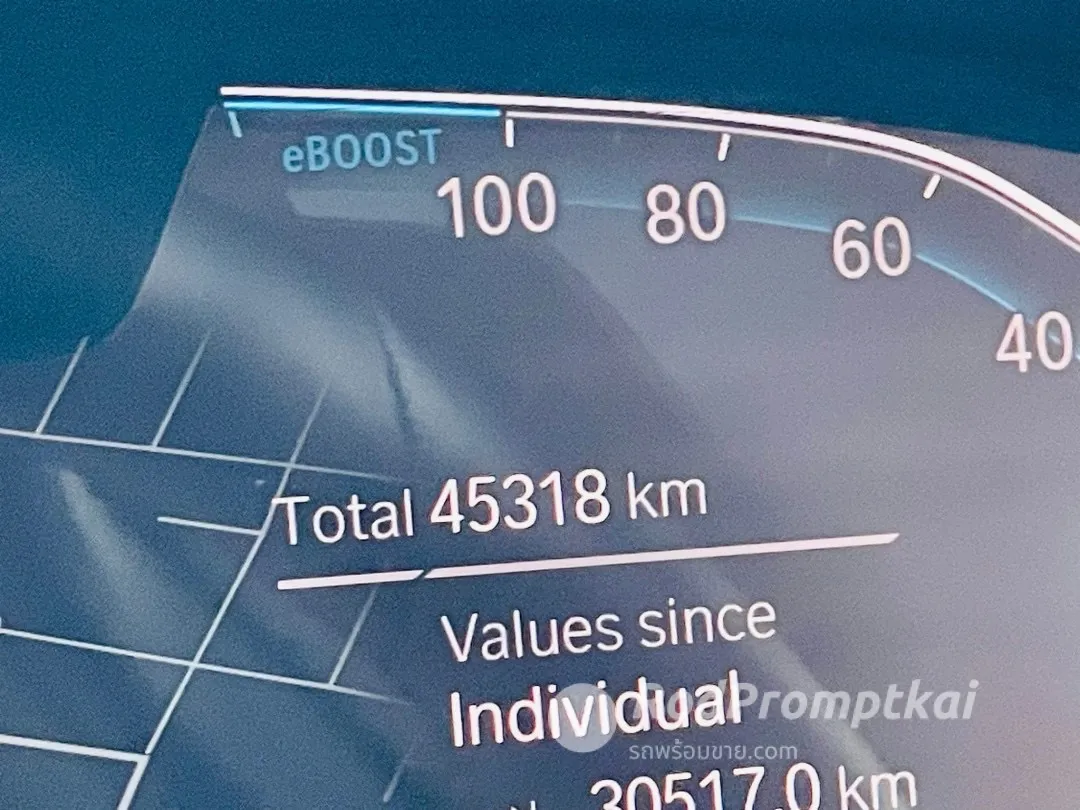 eBOOST
100 80 60 40
Total 45318 km
Values since
Individual
RodPromptkai
รถพร้อมขาย.com
30517.0 km